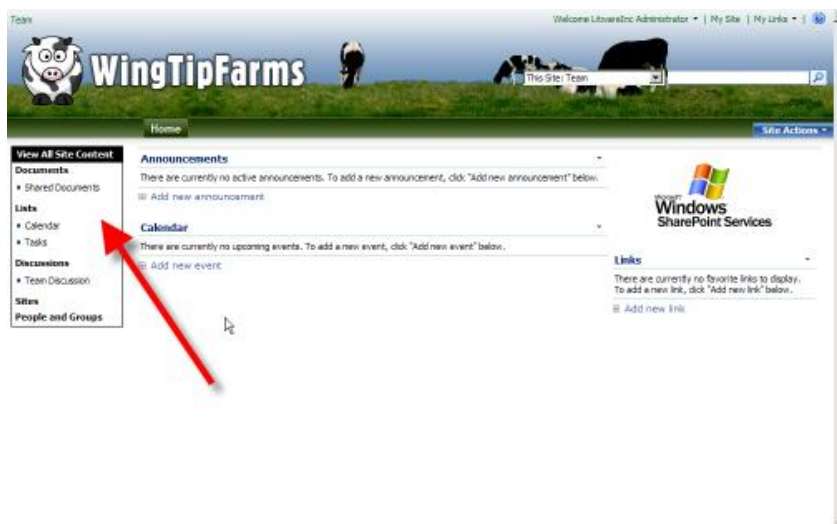 Team
Welcome LitwareInc Administrator | My Site | My Links
WingTipFarms
This Site: Team
Home
Site Actions
View All Site Content
Documents
Shared Documents
Lists
Calendar
Tasks
Discussions
Team Discussion
Sites
People and Groups
Announcements
There are currently no active announcements. To add a new announcement, click "Add new announcement" below.
Add new announcement
Calendar
There are currently no upcoming events. To add a new event, click "Add new event" below.
Add new event
Microsoft
Windows
SharePoint Services
Links
There are currently no favorite links to display.
To add a new link, click "Add new link" below.
Add new link